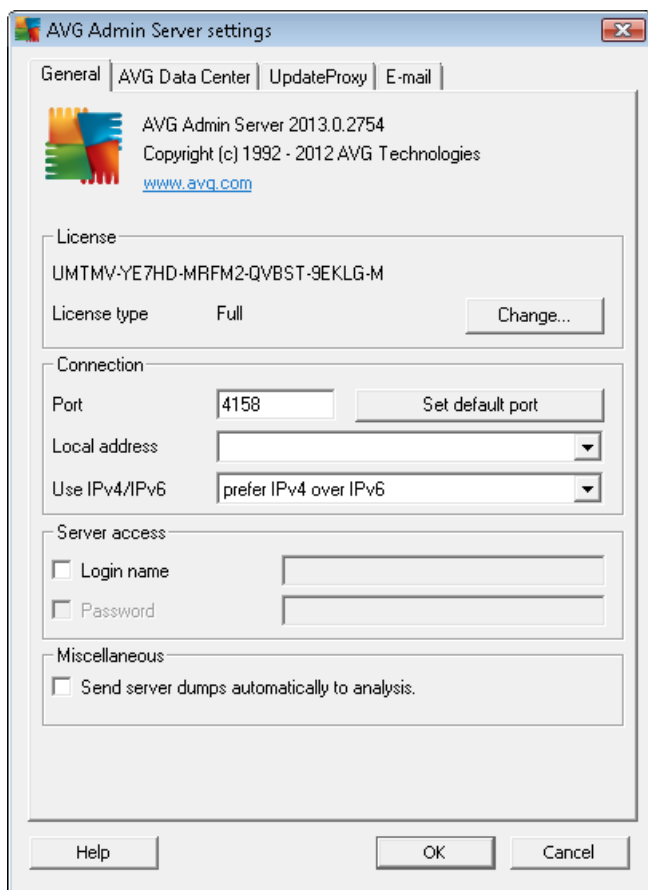 AVG Admin Server settings
General AVG Data Center UpdateProxy E-mail
AVG Admin Server 2013.0.2754
Copyright (c) 1992 - 2012 AVG Technologies
www.avg.com
License
UMTMV-YE7HD-MRFM2-QVBST-9EKLG-M
License type Full Change...
Connection
Port 4158 Set default port
Local address
Use IPv4/IPv6 prefer IPv4 over IPv6
Server access
Login name
Password
Miscellaneous
Send server dumps automatically to analysis.
Help OK Cancel